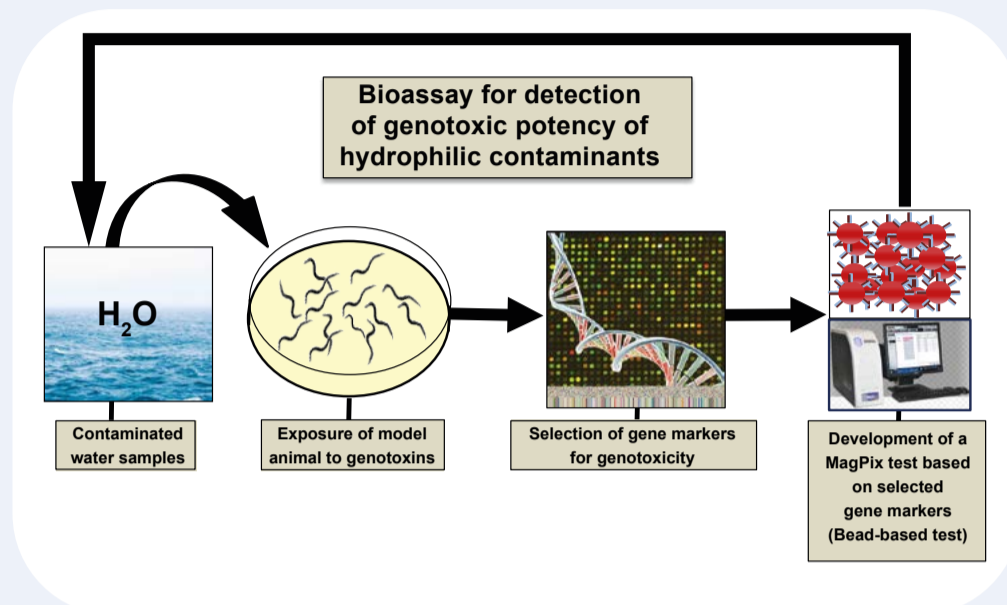 Bioassay for detection
of genotoxic potency of
hydrophilic contaminants
H₂O
Contaminated
water samples
Exposure of model
animal to genotoxins
Selection of gene markers
for genotoxicity
Development of a
MagPix test based
on selected
gene markers
(Bead-based test)